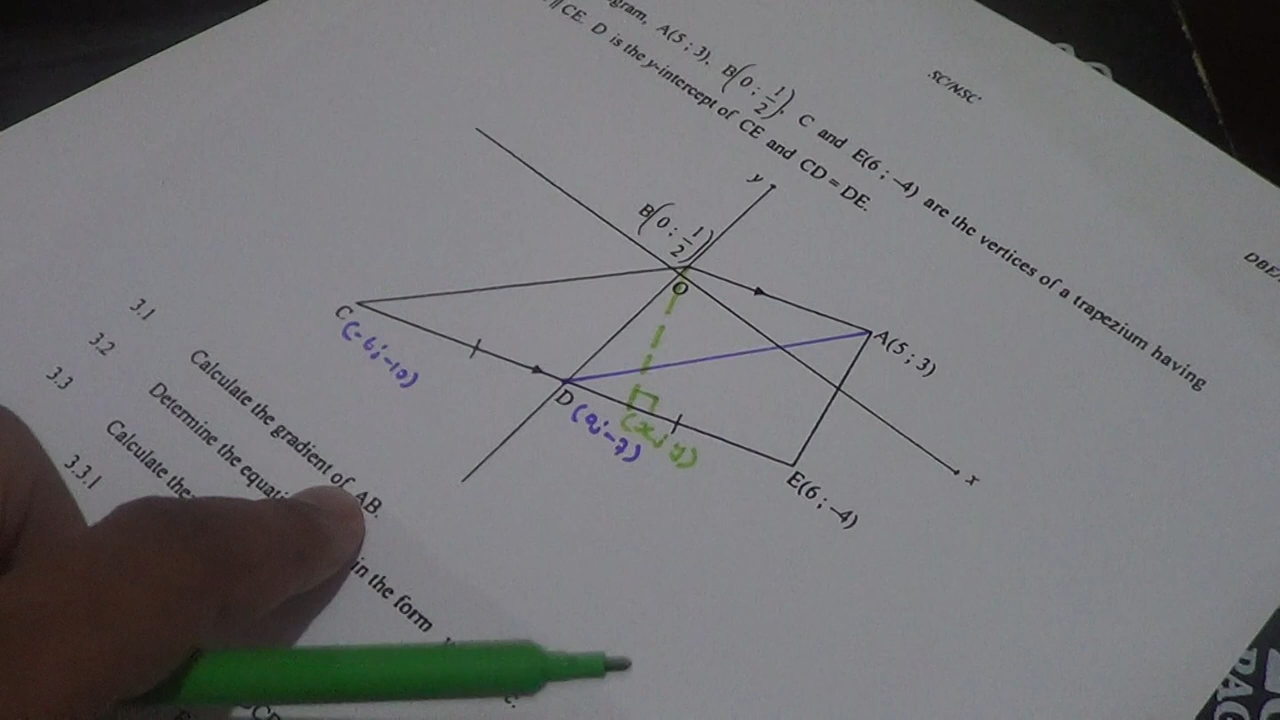 SC/NSC
DBE/
gram, A(5 ; 3), B(0 ; 1/2), C and E(6 ; –4) are the vertices of a trapezium having
∥CE. D is the y-intercept of CE and CD = DE.
y
B(0 ; 1/2)
O
A(5 ; 3)
C
(-6;-10)
D
(0;-7)
(x;y)
E(6 ; –4)
x
3.1 Calculate the gradient of AB.
3.2 Determine the in the form
3.3 Calculate the
3.3.1